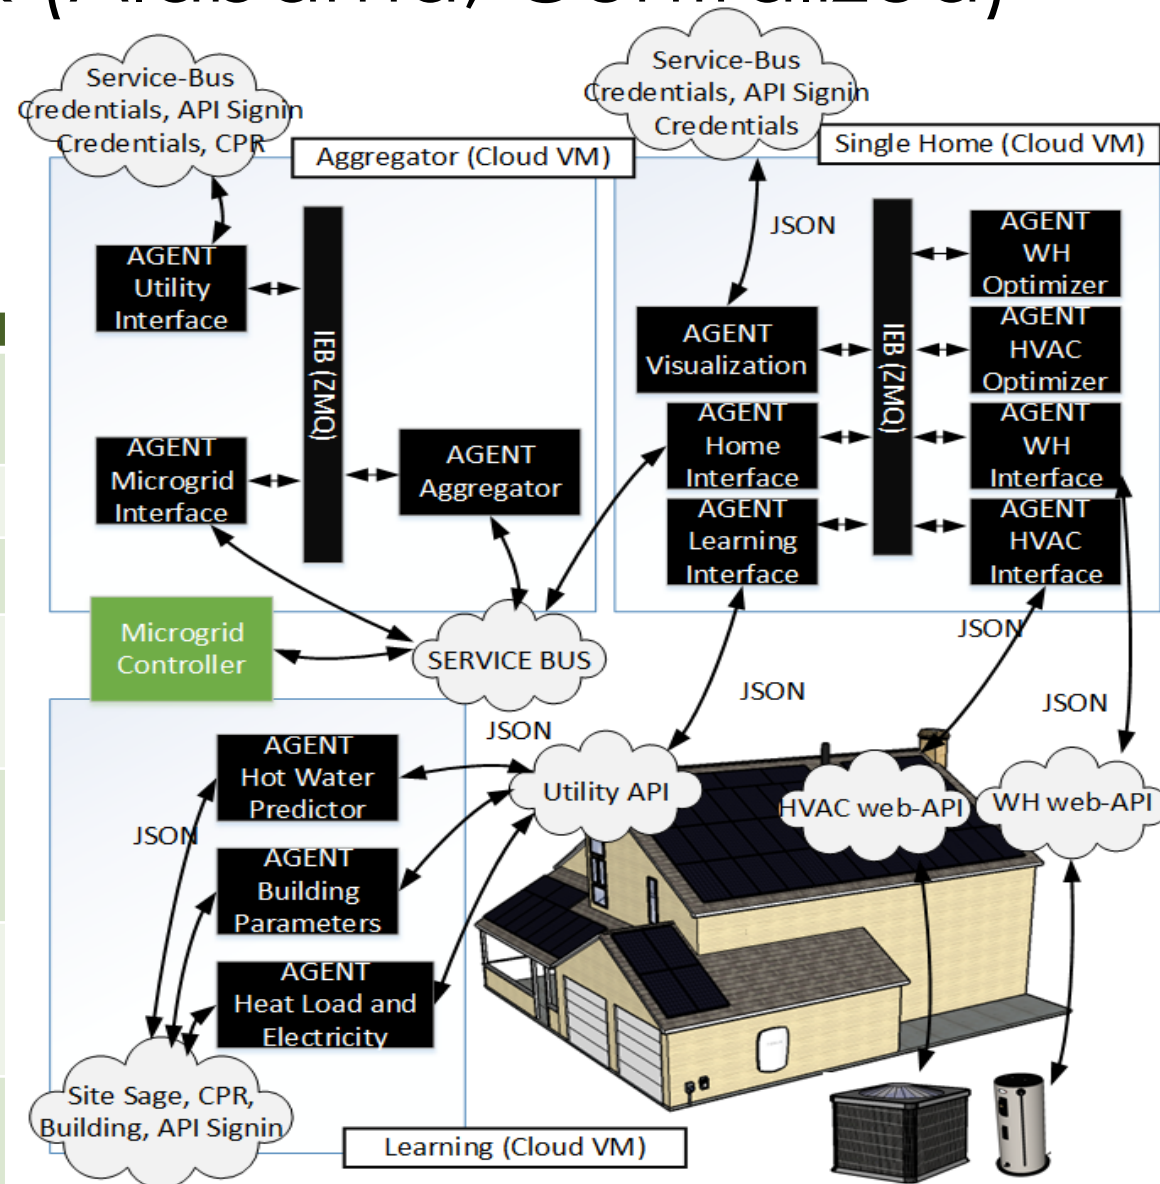 (Alabama, Centralized)
Service-Bus
Credentials, API Signin
Credentials, CPR
Aggregator (Cloud VM)
AGENT
Utility
Interface
IEB (ZMQ)
AGENT
Microgrid
Interface
AGENT
Aggregator
Service-Bus
Credentials, API Signin
Credentials
Single Home (Cloud VM)
JSON
AGENT
Visualization
AGENT
Home
Interface
AGENT
Learning
Interface
IEB (ZMQ)
AGENT
WH
Optimizer
AGENT
HVAC
Optimizer
AGENT
WH
Interface
AGENT
HVAC
Interface
Microgrid
Controller
SERVICE BUS
JSON
JSON
JSON
JSON
Utility API
HVAC web-API
WH web-API
AGENT
Hot Water
Predictor
JSON
AGENT
Building
Parameters
AGENT
Heat Load and
Electricity
Site Sage, CPR,
Building, API Signin
Learning (Cloud VM)